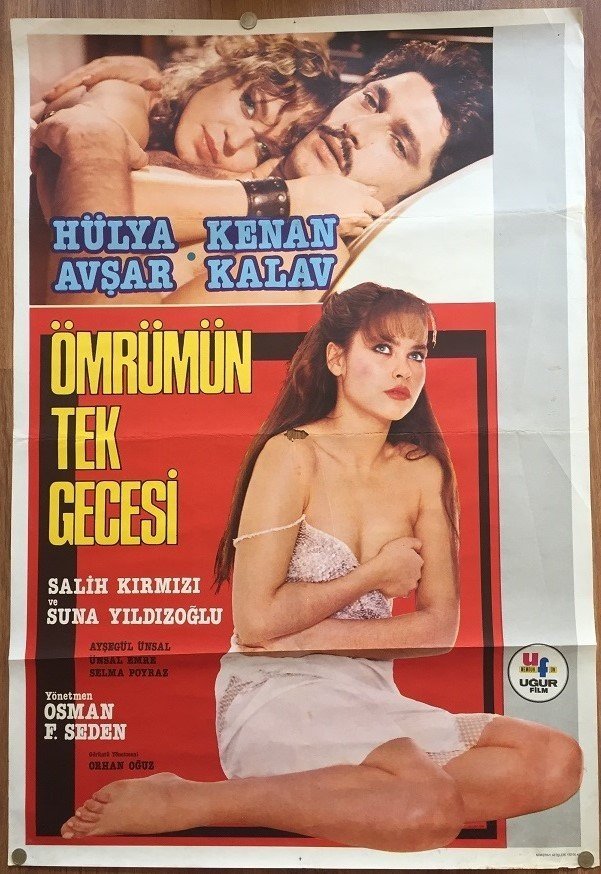 HÜLYA AVŞAR
·
KENAN KALAV
ÖMRÜMÜN
TEK
GECESİ
SALİH KIRMIZI
ve
SUNA YILDIZOĞLU
AYŞEGÜL ÜNSAL
ÜNSAL EMRE
SELMA POYRAZ
Yönetmen
OSMAN
F. SEDEN
Görüntü Yönetmeni
ORHAN OĞUZ
uf
UĞUR
FİLM